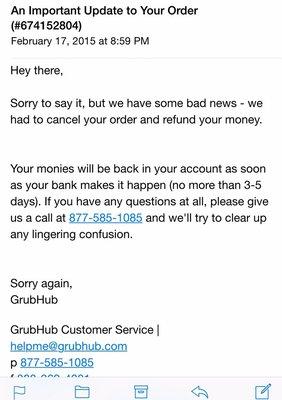 An Important Update to Your Order
(#674152804)
February 17, 2015 at 8:59 PM
Hey there,
Sorry to say it, but we have some bad news - we
had to cancel your order and refund your money.
Your monies will be back in your account as soon
as your bank makes it happen (no more than 3-5
days). If you have any questions at all, please give
us a call at 877-585-1085 and we'll try to clear up
any lingering confusion.
Sorry again,
GrubHub
GrubHub Customer Service |
helpme@grubhub.com
p 877-585-1085